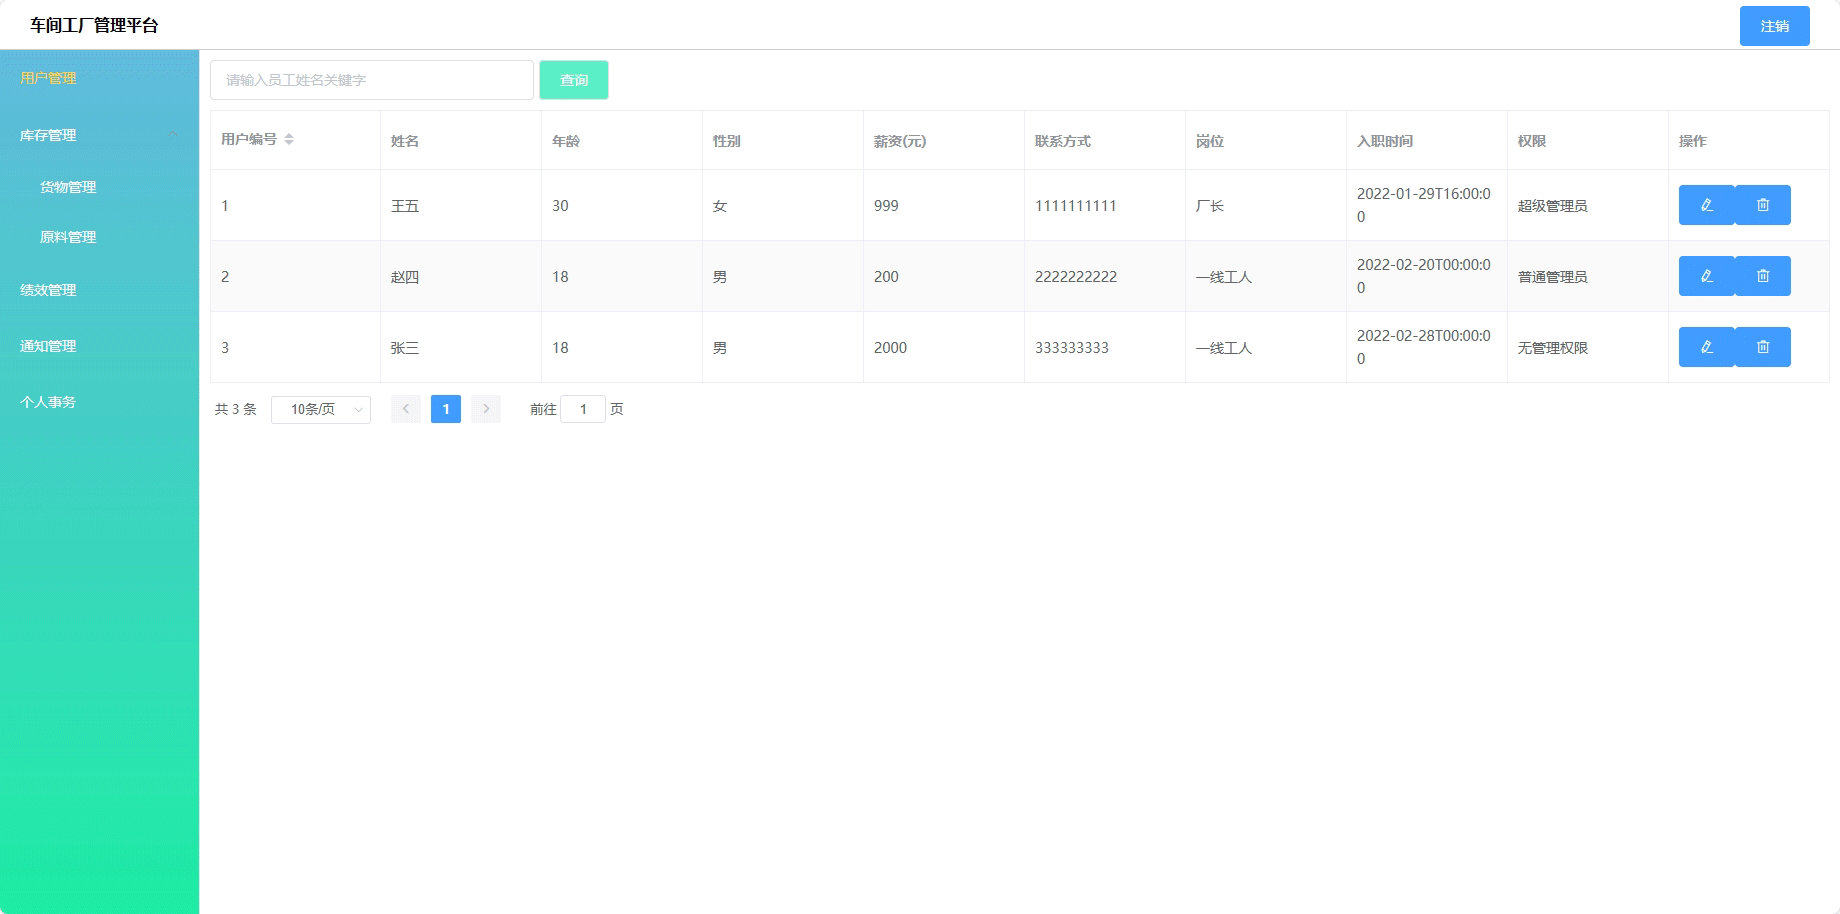 车间工厂管理平台
注销
用户管理
库存管理
货物管理
原料管理
绩效管理
通知管理
个人事务
请输入员工姓名关键字
查询
用户编号 姓名 年龄 性别 薪资(元) 联系方式 岗位 入职时间 权限 操作
1 王五 30 女 999 1111111111 厂长 2022-01-29T16:00:0
0 超级管理员
2 赵四 18 男 200 2222222222 一线工人 2022-02-20T00:00:0
0 普通管理员
3 张三 18 男 2000 333333333 一线工人 2022-02-28T00:00:0
0 无管理权限
共 3 条 10条/页 1 前往 1 页